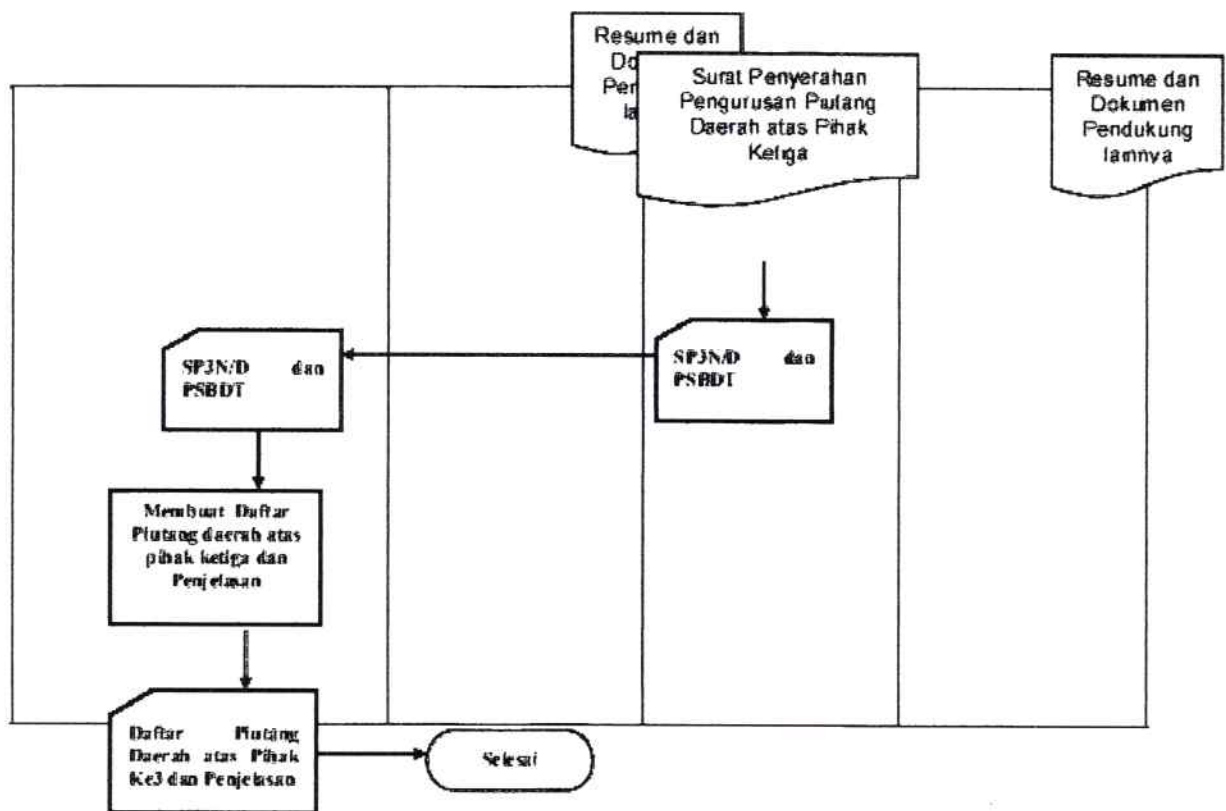 Resume dan
Do
Pen
la
Surat Penyerahan
Pengurusan Piutang
Daerah atas Pihak
Ketiga
Resume dan
Dokumen
Pendukung
lainnya
SP3N/D dan
PSBDT
SP3N/D dan
PSBDT
Membuat Daftar
Piutang daerah atas
pihak ketiga dan
Penjelasan
Daftar Piutang
Daerah atas Pihak
Ke3 dan Penjelasan
Selesai